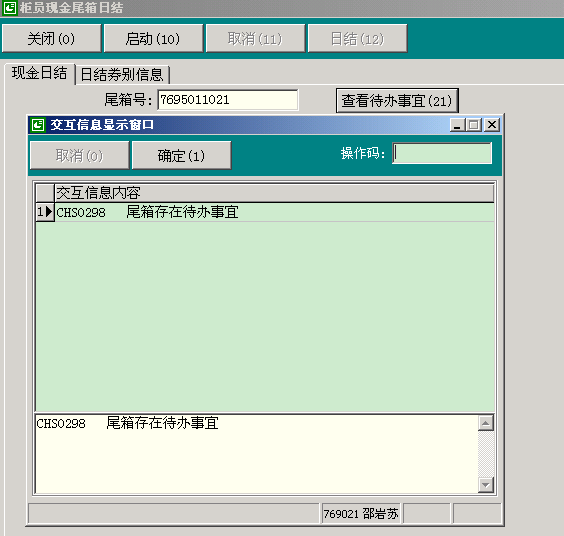 柜员现金尾箱日结
关闭(0) 启动(10) 取消(11) 日结(12)
现金日结 日结券别信息
尾箱号: 7695011021 查看待办事宜(21)
交互信息显示窗口
取消(0) 确定(1) 操作码:
交互信息内容
1 CHS0298 尾箱存在待办事宜
CHS0298 尾箱存在待办事宜
769021 邵岩苏